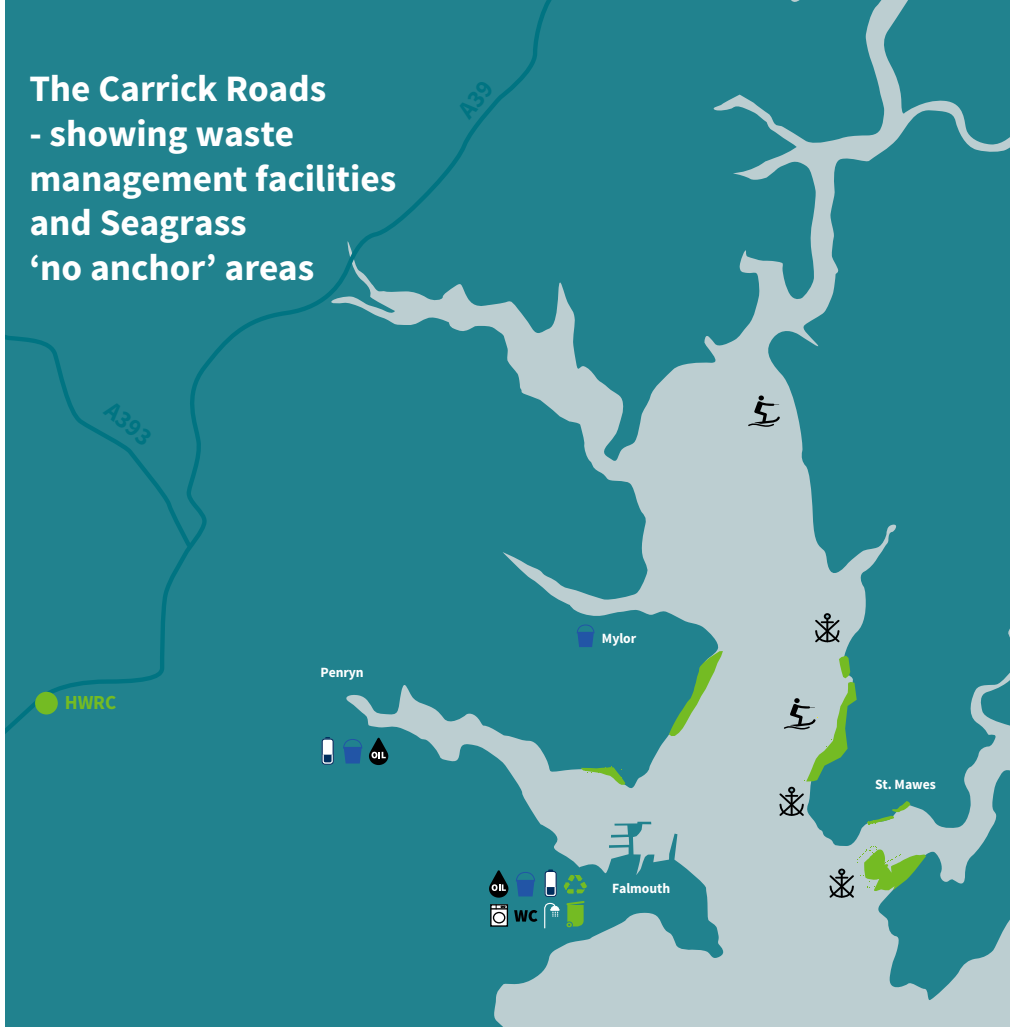 The Carrick Roads
- showing waste
management facilities
and Seagrass
‘no anchor’ areas
A39
A393
Mylor
Penryn
HWRC
OIL
St. Mawes
OIL
Falmouth
WC